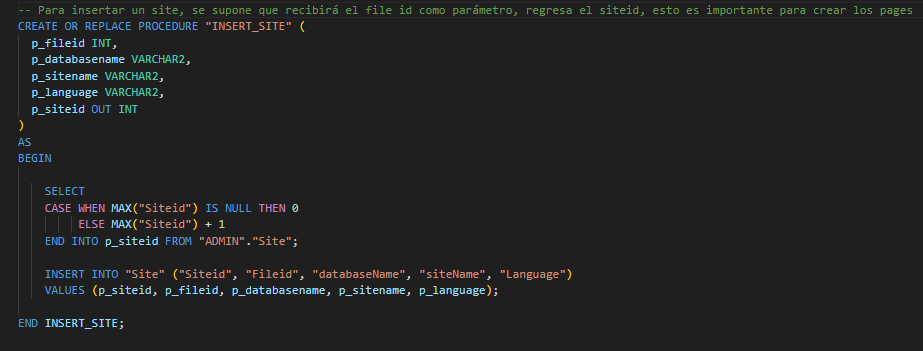 -- Para insertar un site, se supone que recibirá el file id como parámetro, regresa el siteid, esto es importante para crear los pages
CREATE OR REPLACE PROCEDURE "INSERT_SITE" (
p_fileid INT,
p_databasename VARCHAR2,
p_sitename VARCHAR2,
p_language VARCHAR2,
p_siteid OUT INT
)
AS
BEGIN
SELECT
CASE WHEN MAX("Siteid") IS NULL THEN 0
ELSE MAX("Siteid") + 1
END INTO p_siteid FROM "ADMIN"."Site";
INSERT INTO "Site" ("Siteid", "Fileid", "databaseName", "siteName", "Language")
VALUES (p_siteid, p_fileid, p_databasename, p_sitename, p_language);
END INSERT_SITE;